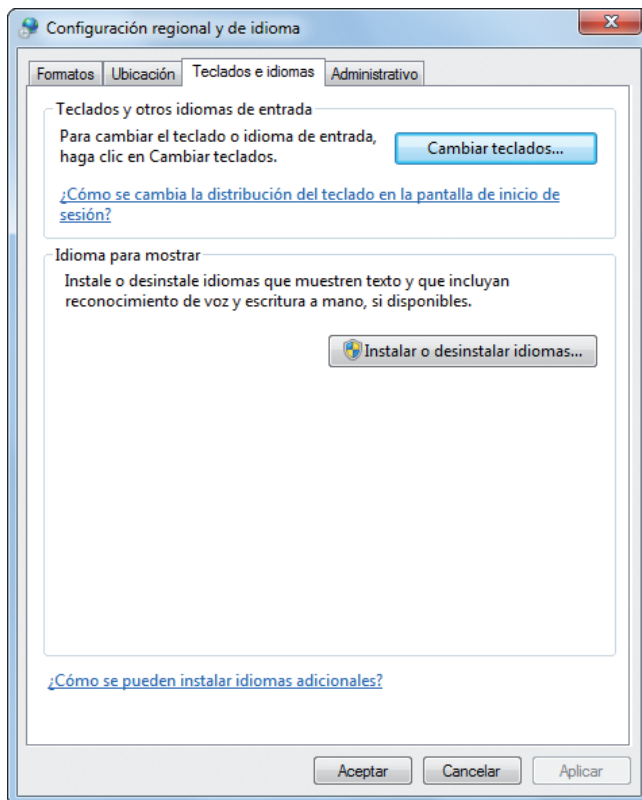 Configuración regional y de idioma
Formatos Ubicación Teclados e idiomas Administrativo
Teclados y otros idiomas de entrada
Para cambiar el teclado o idioma de entrada,
haga clic en Cambiar teclados.
Cambiar teclados...
¿Cómo se cambia la distribución del teclado en la pantalla de inicio de
sesión?
Idioma para mostrar
Instale o desinstale idiomas que muestren texto y que incluyan
reconocimiento de voz y escritura a mano, si disponibles.
Instalar o desinstalar idiomas...
¿Cómo se pueden instalar idiomas adicionales?
Aceptar Cancelar Aplicar